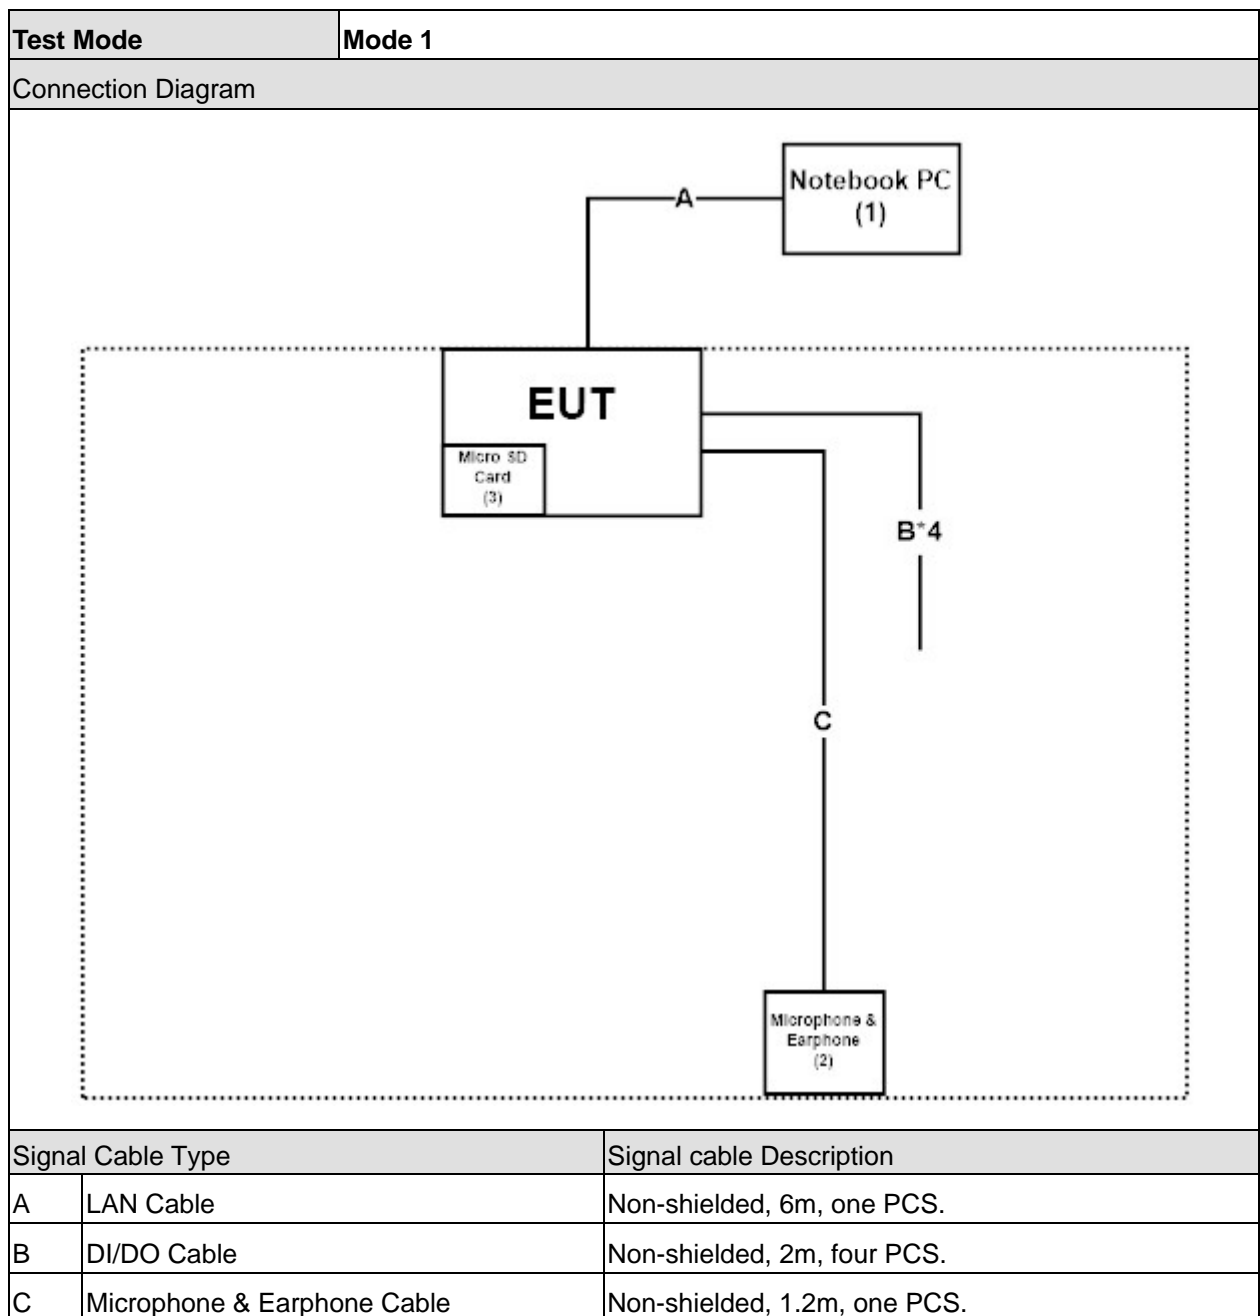 Test Mode Mode 1
Connection Diagram
Notebook PC
(1)
A
EUT
Micro SD
Card
(3)
B*4
C
Microphone &
Earphone
(2)
Signal Cable Type Signal cable Description
A LAN Cable Non-shielded, 6m, one PCS.
B DI/DO Cable Non-shielded, 2m, four PCS.
C Microphone & Earphone Cable Non-shielded, 1.2m, one PCS.